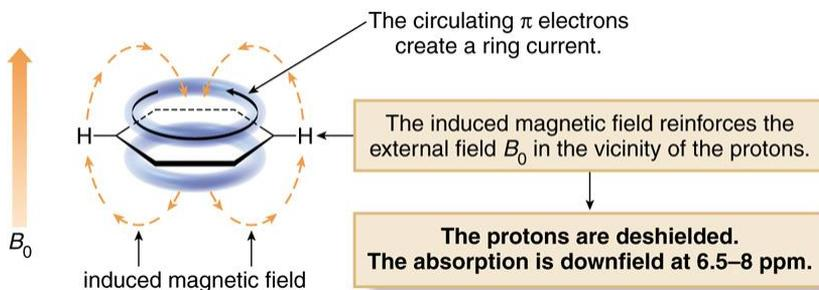 The circulating π electrons
create a ring current.
H
H
The induced magnetic field reinforces the
external field B₀ in the vicinity of the protons.
B₀
The protons are deshielded.
The absorption is downfield at 6.5–8 ppm.
induced magnetic field